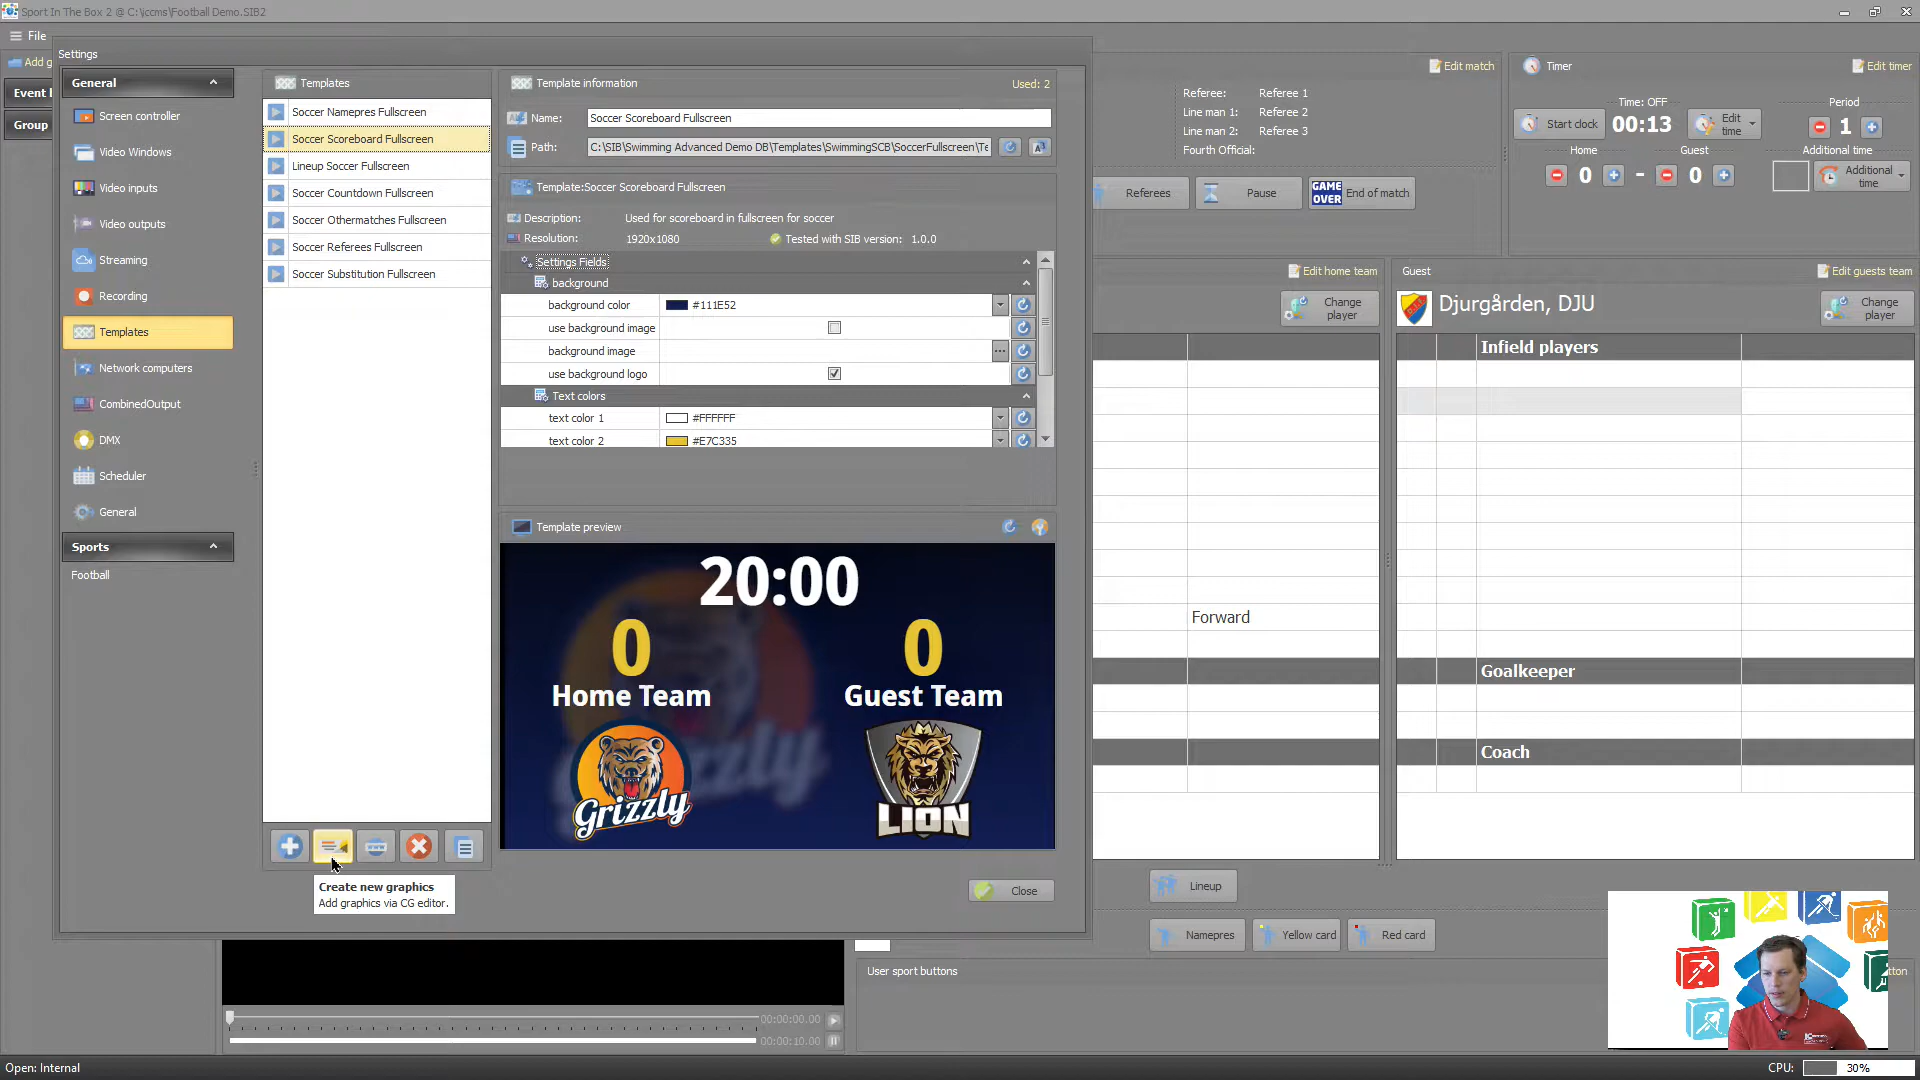 Sport In The Box 2 @ C:\iccms\Football Demo.SIB2
File
Add g
Event l
Group
Settings
General
Screen controller
Video Windows
Video inputs
Video outputs
Streaming
Recording
Templates
Network computers
CombinedOutput
DMX
Scheduler
General
Sports
Football
Templates
Soccer Namepres Fullscreen
Soccer Scoreboard Fullscreen
Lineup Soccer Fullscreen
Soccer Countdown Fullscreen
Soccer Othermatches Fullscreen
Soccer Referees Fullscreen
Soccer Substitution Fullscreen
Create new graphics
Add graphics via CG editor.
Template information
Used: 2
Name:
Soccer Scoreboard Fullscreen
Path:
C:\SIB\Swimming Advanced Demo DB\Templates\SwimmingSCB\SoccerFullscreen\Te
Template:Soccer Scoreboard Fullscreen
Description:
Used for scoreboard in fullscreen for soccer
Resolution:
1920x1080
Tested with SIB version: 1.0.0
Settings Fields
background
background color
#111E52
use background image
background image
use background logo
Text colors
text color 1
#FFFFFF
text color 2
#E7C335
Template preview
20:00
0
0
Home Team
Guest Team
Grizzly
LION
Close
Edit match
Referee:
Referee 1
Line man 1:
Referee 2
Line man 2:
Referee 3
Fourth Official:
Referees
Pause
GAME OVER
End of match
Timer
Edit timer
Time: OFF
Period
Start clock
00:13
Edit time
1
Home
Guest
Additional time
0
-
0
Additional time
Edit home team
Change player
Forward
Guest
Edit guests team
Djurgården, DJU
Change player
Infield players
Goalkeeper
Coach
Lineup
Namepres
Yellow card
Red card
User sport buttons
tton
00:00:00.00
00:00:10.00
Open: Internal
CPU:
30%